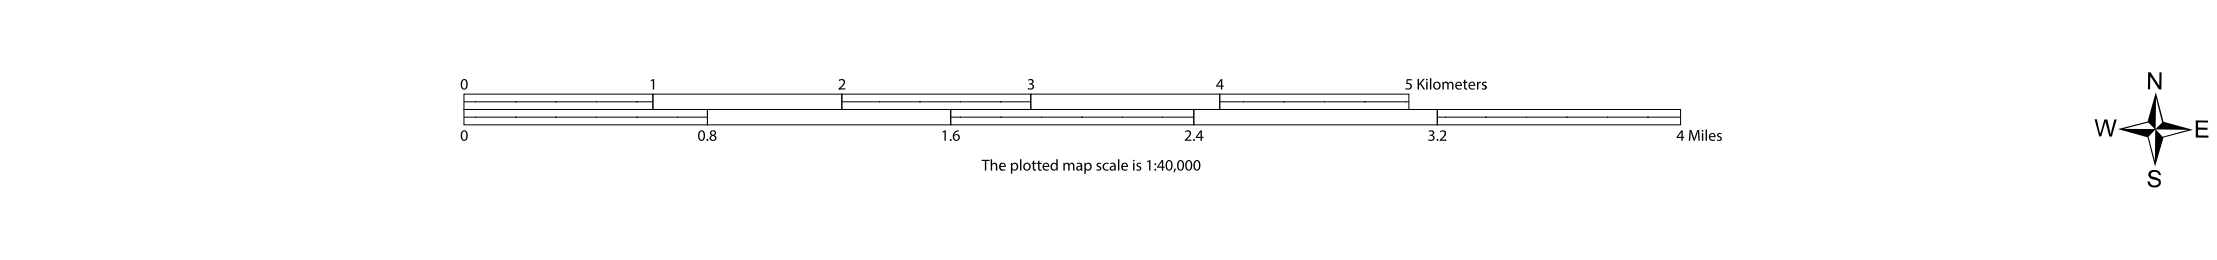 0 1 2 3 4 5 Kilometers
0 0.8 1.6 2.4 3.2 4 Miles
The plotted map scale is 1:40,000
N
W E
S